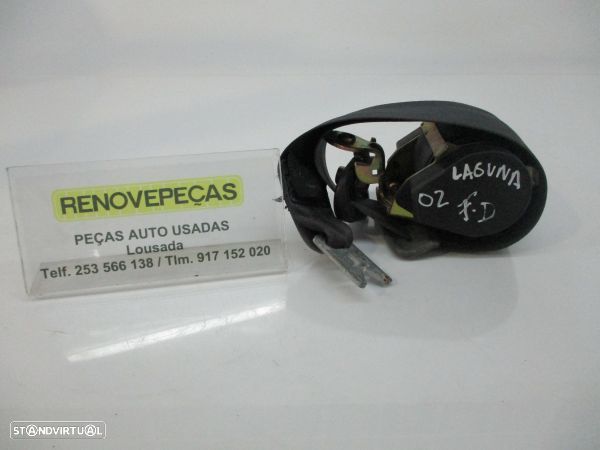 RENOVEPEÇAS
PEÇAS AUTO USADAS
Lousada
Telf. 253 566 138 / Tlm. 917 152 020
LAGUNA
02 F.D
STANDVIRTUAL